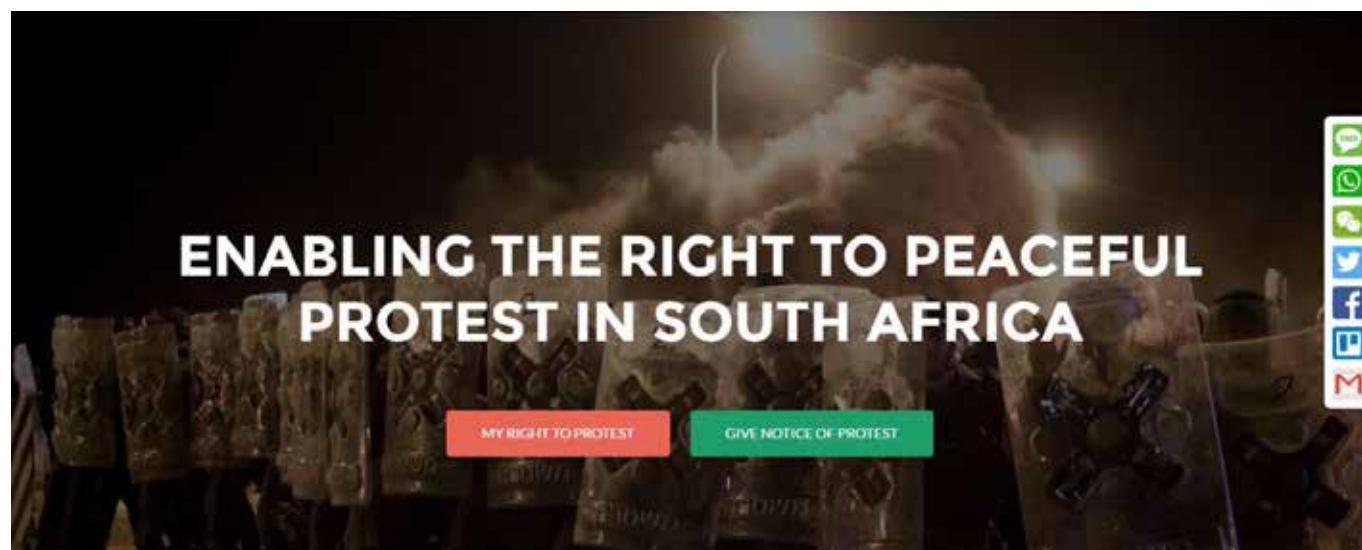 ENABLING THE RIGHT TO PEACEFUL
PROTEST IN SOUTH AFRICA
MY RIGHT TO PROTEST
GIVE NOTICE OF PROTEST